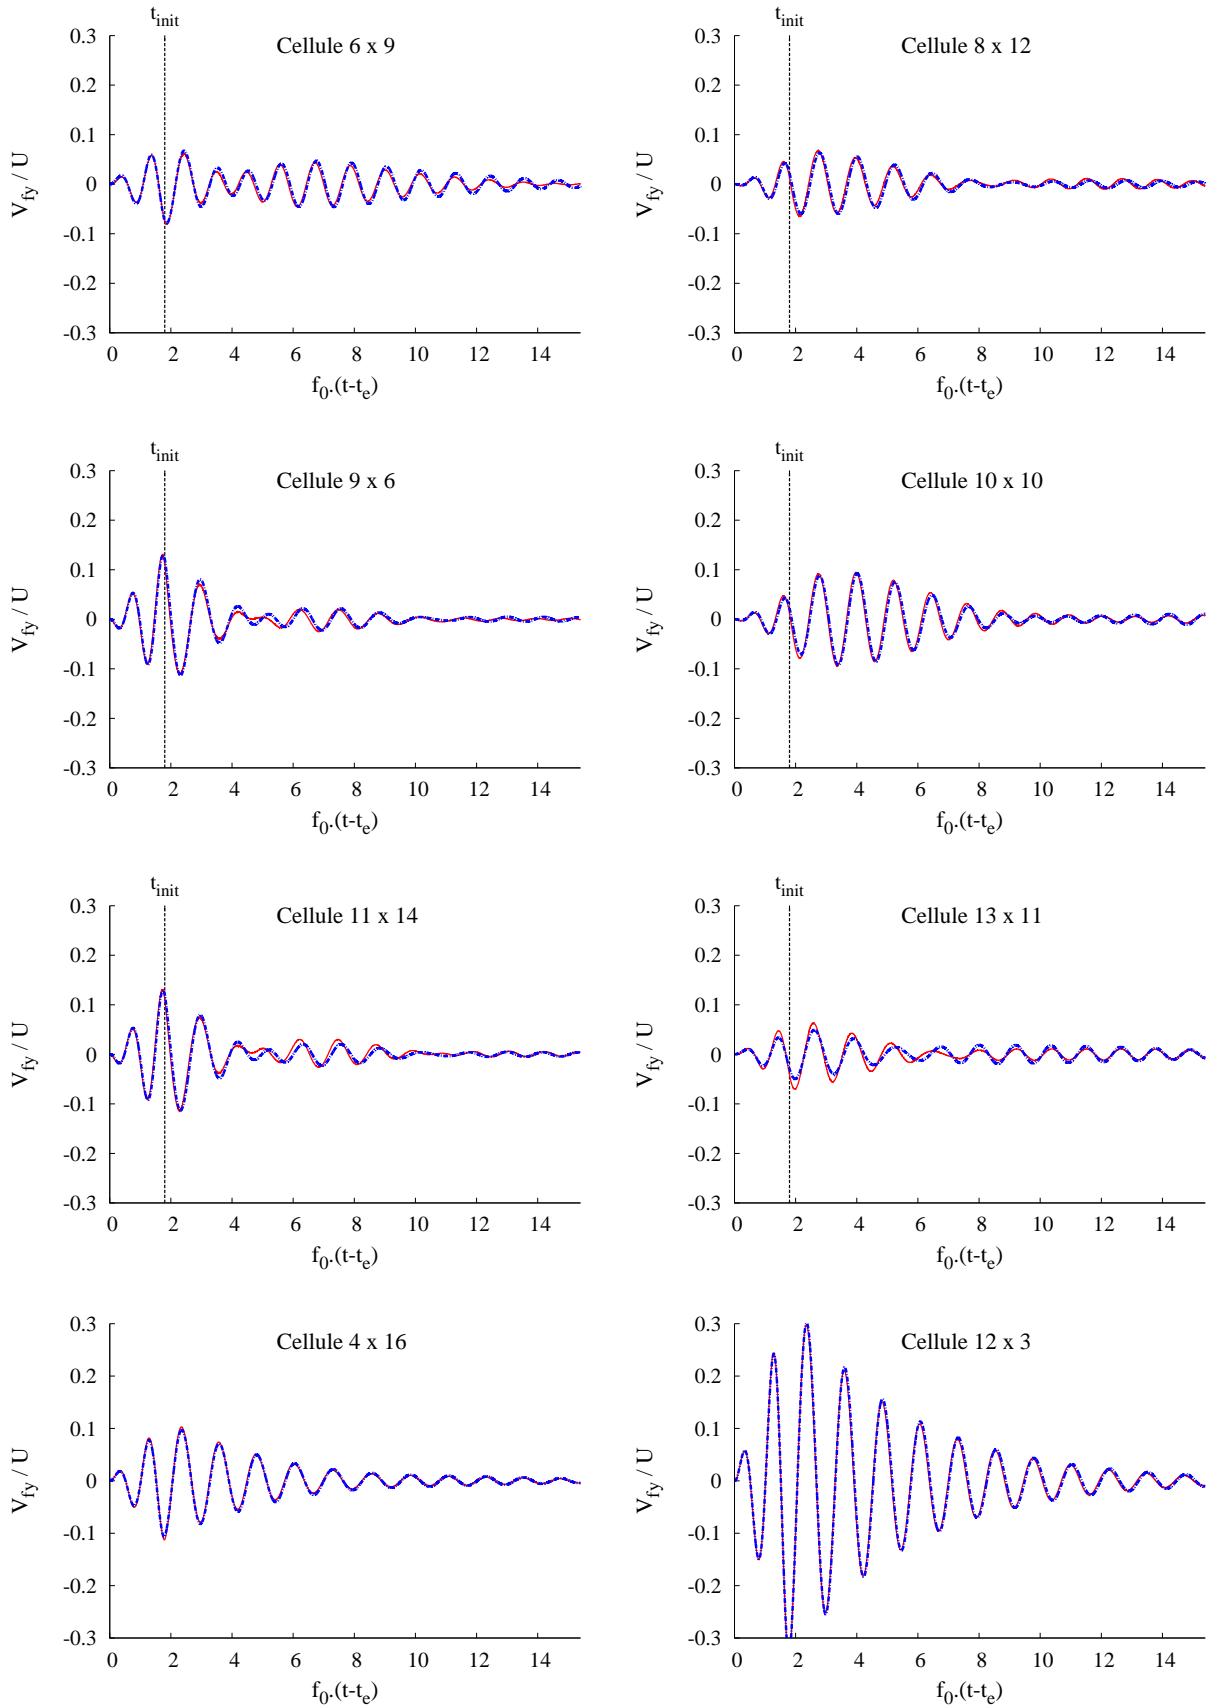 t_init
Cellule 6 x 9
0.3
0.2
0.1
0
-0.1
-0.2
-0.3
V_fy / U
0 2 4 6 8 10 12 14
f_0.(t-t_e)
t_init
Cellule 8 x 12
0.3
0.2
0.1
0
-0.1
-0.2
-0.3
V_fy / U
0 2 4 6 8 10 12 14
f_0.(t-t_e)
t_init
Cellule 9 x 6
0.3
0.2
0.1
0
-0.1
-0.2
-0.3
V_fy / U
0 2 4 6 8 10 12 14
f_0.(t-t_e)
t_init
Cellule 10 x 10
0.3
0.2
0.1
0
-0.1
-0.2
-0.3
V_fy / U
0 2 4 6 8 10 12 14
f_0.(t-t_e)
t_init
Cellule 11 x 14
0.3
0.2
0.1
0
-0.1
-0.2
-0.3
V_fy / U
0 2 4 6 8 10 12 14
f_0.(t-t_e)
t_init
Cellule 13 x 11
0.3
0.2
0.1
0
-0.1
-0.2
-0.3
V_fy / U
0 2 4 6 8 10 12 14
f_0.(t-t_e)
Cellule 4 x 16
0.3
0.2
0.1
0
-0.1
-0.2
-0.3
V_fy / U
0 2 4 6 8 10 12 14
f_0.(t-t_e)
Cellule 12 x 3
0.3
0.2
0.1
0
-0.1
-0.2
-0.3
V_fy / U
0 2 4 6 8 10 12 14
f_0.(t-t_e)